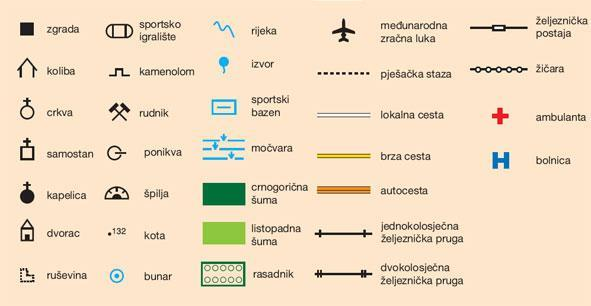 zgrada
koliba
crkva
samostan
kapelica
dvorac
ruševina
sportsko
igralište
kamenolom
rudnik
ponikva
špilja
•132 kota
bunar
rijeka
izvor
sportski
bazen
močvara
crnogorična
šuma
listopadna
šuma
rasadnik
međunarodna
zračna luka
pješačka staza
lokalna cesta
brza cesta
autocesta
jednokolosječna
željeznička pruga
dvokolosječna
željeznička pruga
željeznička
postaja
žičara
ambulanta
H bolnica